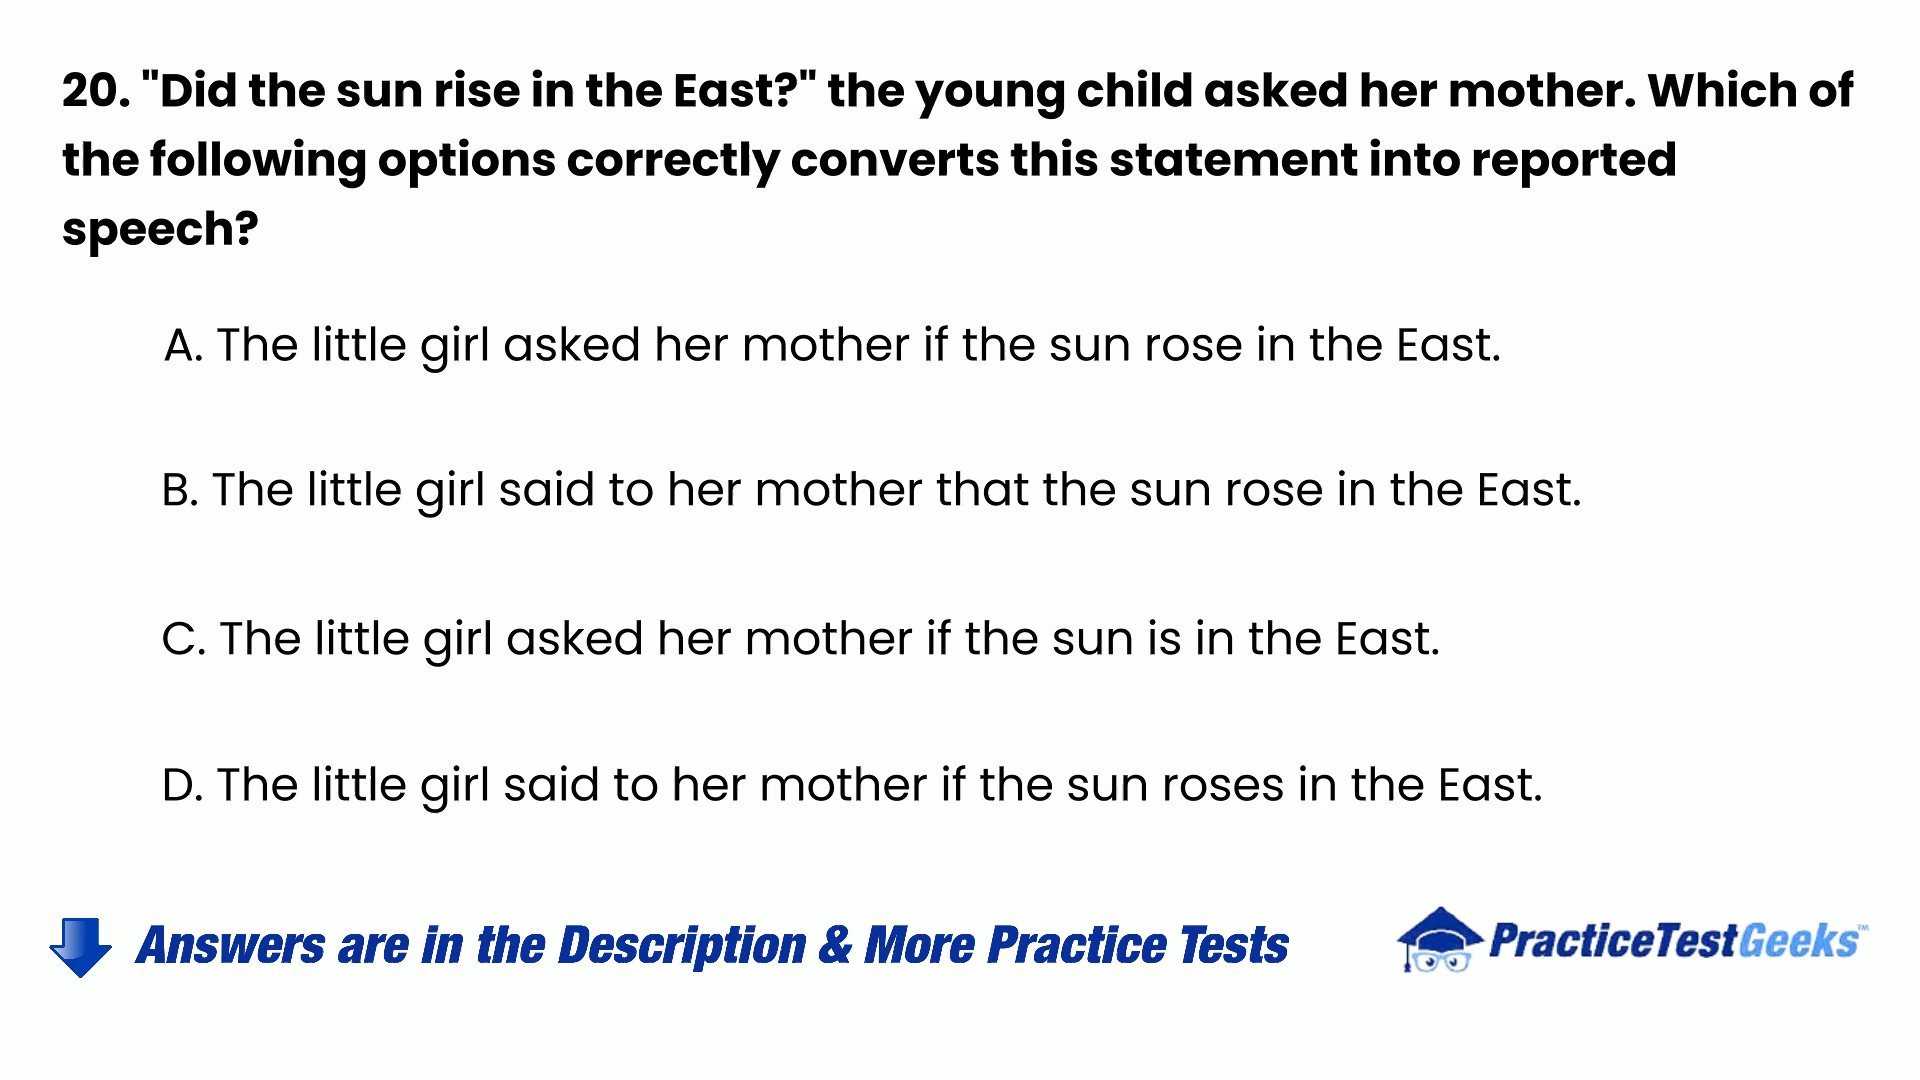 20. "Did the sun rise in the East?" the young child asked her mother. Which of
the following options correctly converts this statement into reported
speech?
A. The little girl asked her mother if the sun rose in the East.
B. The little girl said to her mother that the sun rose in the East.
C. The little girl asked her mother if the sun is in the East.
D. The little girl said to her mother if the sun roses in the East.
Answers are in the Description & More Practice Tests
PracticeTestGeeks™